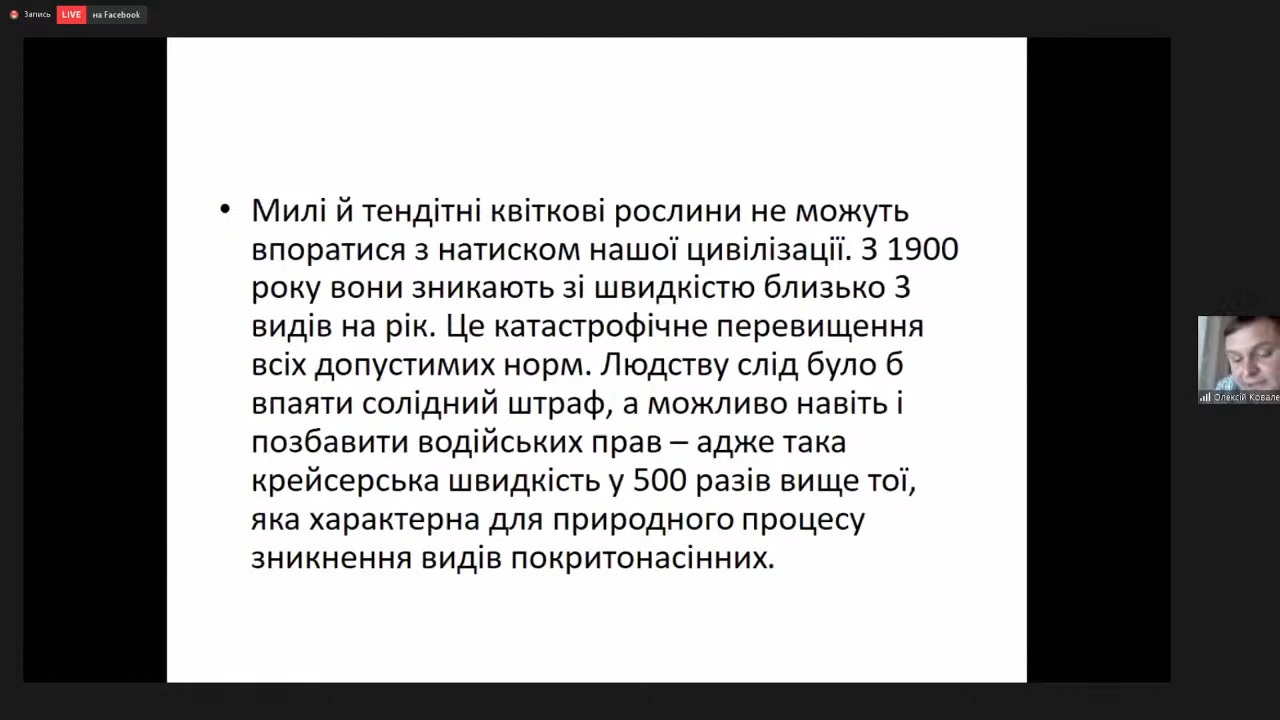 Запись LIVE на Facebook
• Милі й тендітні квіткові рослини не можуть
впоратися з натиском нашої цивілізації. З 1900
року вони зникають зі швидкістю близько 3
видів на рік. Це катастрофічне перевищення
всіх допустимих норм. Людству слід було б
впаяти солідний штраф, а можливо навіть і
позбавити водійських прав – адже така
крейсерська швидкість у 500 разів вище тої,
яка характерна для природного процесу
зникнення видів покритонасінних.
Олексій Ковале